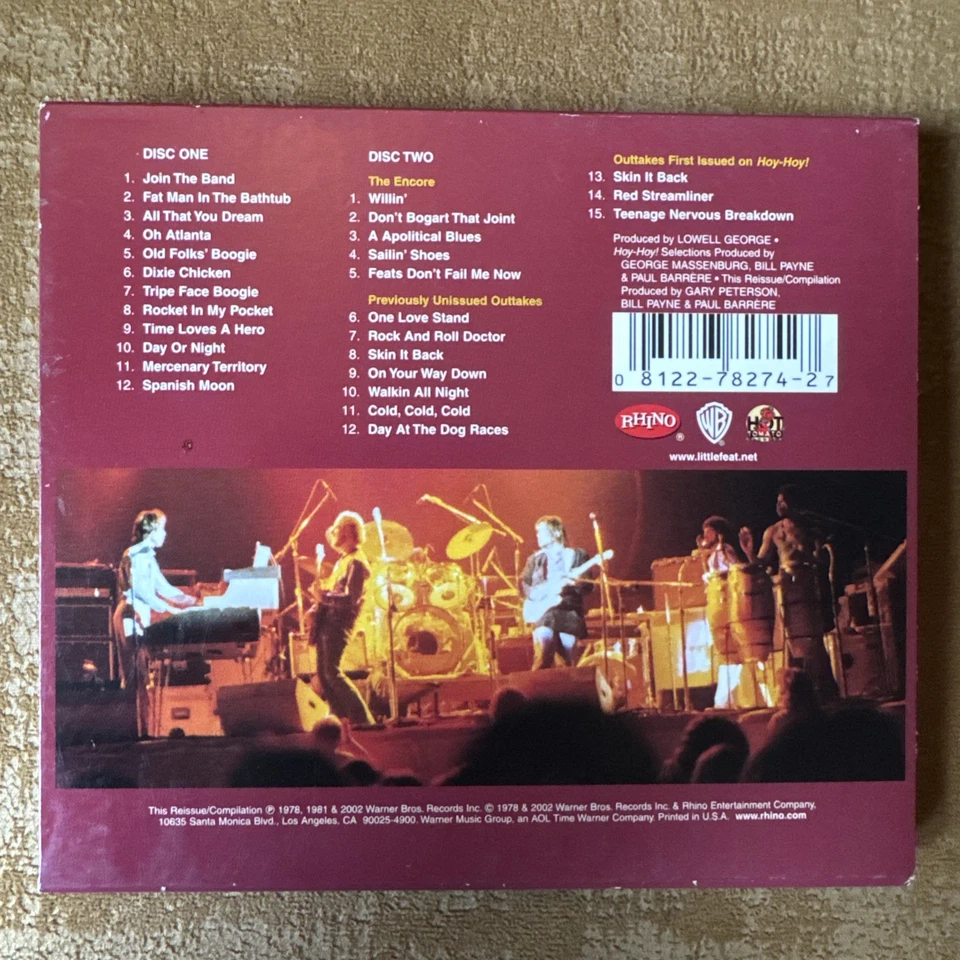 DISC ONE
1. Join The Band
2. Fat Man In The Bathtub
3. All That You Dream
4. Oh Atlanta
5. Old Folks' Boogie
6. Dixie Chicken
7. Tripe Face Boogie
8. Rocket In My Pocket
9. Time Loves A Hero
10. Day Or Night
11. Mercenary Territory
12. Spanish Moon
DISC TWO
The Encore
1. Willin'
2. Don't Bogart That Joint
3. A Apolitical Blues
4. Sailin' Shoes
5. Feats Don't Fail Me Now
Previously Unissued Outtakes
6. One Love Stand
7. Rock And Roll Doctor
8. Skin It Back
9. On Your Way Down
10. Walkin All Night
11. Cold, Cold, Cold
12. Day At The Dog Races
Outtakes First Issued on Hoy-Hoy!
13. Skin It Back
14. Red Streamliner
15. Teenage Nervous Breakdown
Produced by LOWELL GEORGE •
Hoy-Hoy! Selections Produced by
GEORGE MASSENBURG, BILL PAYNE
& PAUL BARRÈRE • This Reissue/Compilation
Produced by GARY PETERSON,
BILL PAYNE & PAUL BARRÈRE
0 8122-78274-2 7
RHINO ®
WB
HOT TOMATO
www.littlefeat.net
This Reissue/Compilation ℗ 1978, 1981 & 2002 Warner Bros. Records Inc. © 1978 & 2002 Warner Bros. Records Inc. & Rhino Entertainment Company,
10635 Santa Monica Blvd., Los Angeles, CA 90025-4900. Warner Music Group, an AOL Time Warner Company. Printed in U.S.A. www.rhino.com